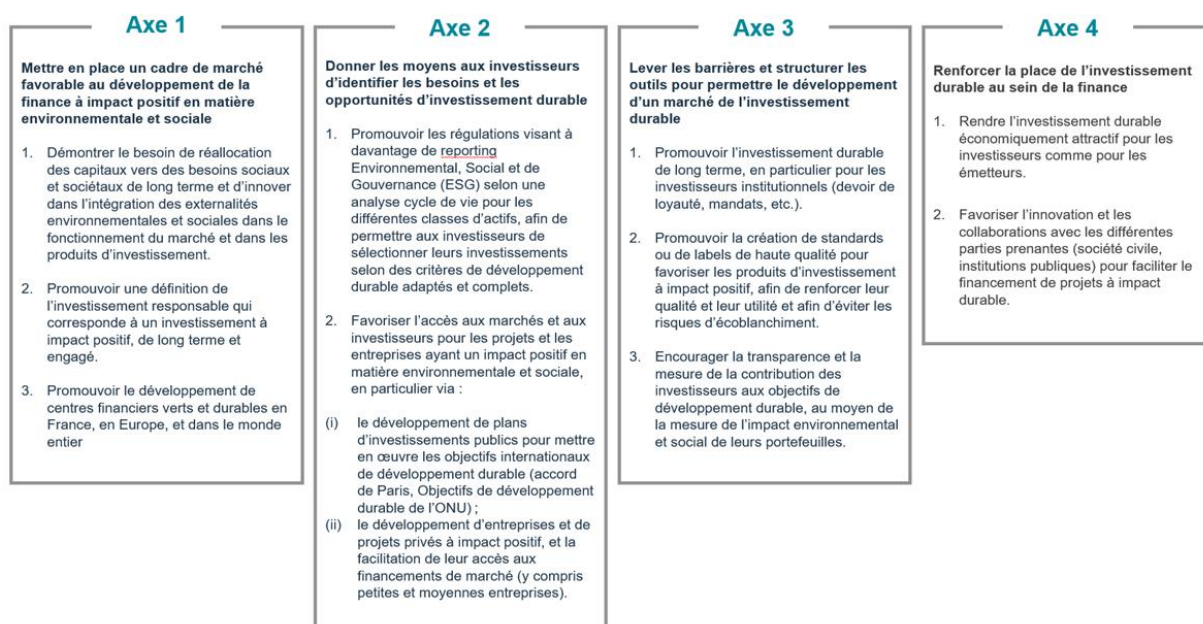 Axe 1
Mettre en place un cadre de marché
favorable au développement de la
finance à impact positif en matière
environnementale et sociale
1. Démontrer le besoin de réallocation
des capitaux vers des besoins sociaux
et sociétaux de long terme et d’innover
dans l’intégration des externalités
environnementales et sociales dans le
fonctionnement du marché et dans les
produits d’investissement.
2. Promouvoir une définition de
l’investissement responsable qui
corresponde à un investissement à
impact positif, de long terme et
engagé.
3. Promouvoir le développement de
centres financiers verts et durables en
France, en Europe, et dans le monde
entier
Axe 2
Donner les moyens aux investisseurs
d’identifier les besoins et les
opportunités d’investissement durable
1. Promouvoir les régulations visant à
davantage de reporting
Environnemental, Social et de
Gouvernance (ESG) selon une
analyse cycle de vie pour les
différentes classes d’actifs, afin de
permettre aux investisseurs de
sélectionner leurs investissements
selon des critères de développement
durable adaptés et complets.
2. Favoriser l’accès aux marchés et aux
investisseurs pour les projets et les
entreprises ayant un impact positif en
matière environnementale et sociale,
en particulier via :
(i) le développement de plans
d’investissements publics pour mettre
en œuvre les objectifs internationaux
de développement durable (accord
de Paris, Objectifs de développement
durable de l’ONU) ;
(ii) le développement d’entreprises et de
projets privés à impact positif, et la
facilitation de leur accès aux
financements de marché (y compris
petites et moyennes entreprises).
Axe 3
Lever les barrières et structurer les
outils pour permettre le développement
d’un marché de l’investissement
durable
1. Promouvoir l’investissement durable
de long terme, en particulier pour les
investisseurs institutionnels (devoir de
loyauté, mandats, etc.).
2. Promouvoir la création de standards
ou de labels de haute qualité pour
favoriser les produits d’investissement
à impact positif, afin de renforcer leur
qualité et leur utilité et afin d’éviter les
risques d’écoblanchiment.
3. Encourager la transparence et la
mesure de la contribution des
investisseurs aux objectifs de
développement durable, au moyen de
la mesure de l’impact environnemental
et social de leurs portefeuilles.
Axe 4
Renforcer la place de l’investissement
durable au sein de la finance
1. Rendre l’investissement durable
économiquement attractif pour les
investisseurs comme pour les
émetteurs.
2. Favoriser l’innovation et les
collaborations avec les différentes
parties prenantes (société civile,
institutions publiques) pour faciliter le
financement de projets à impact
durable.